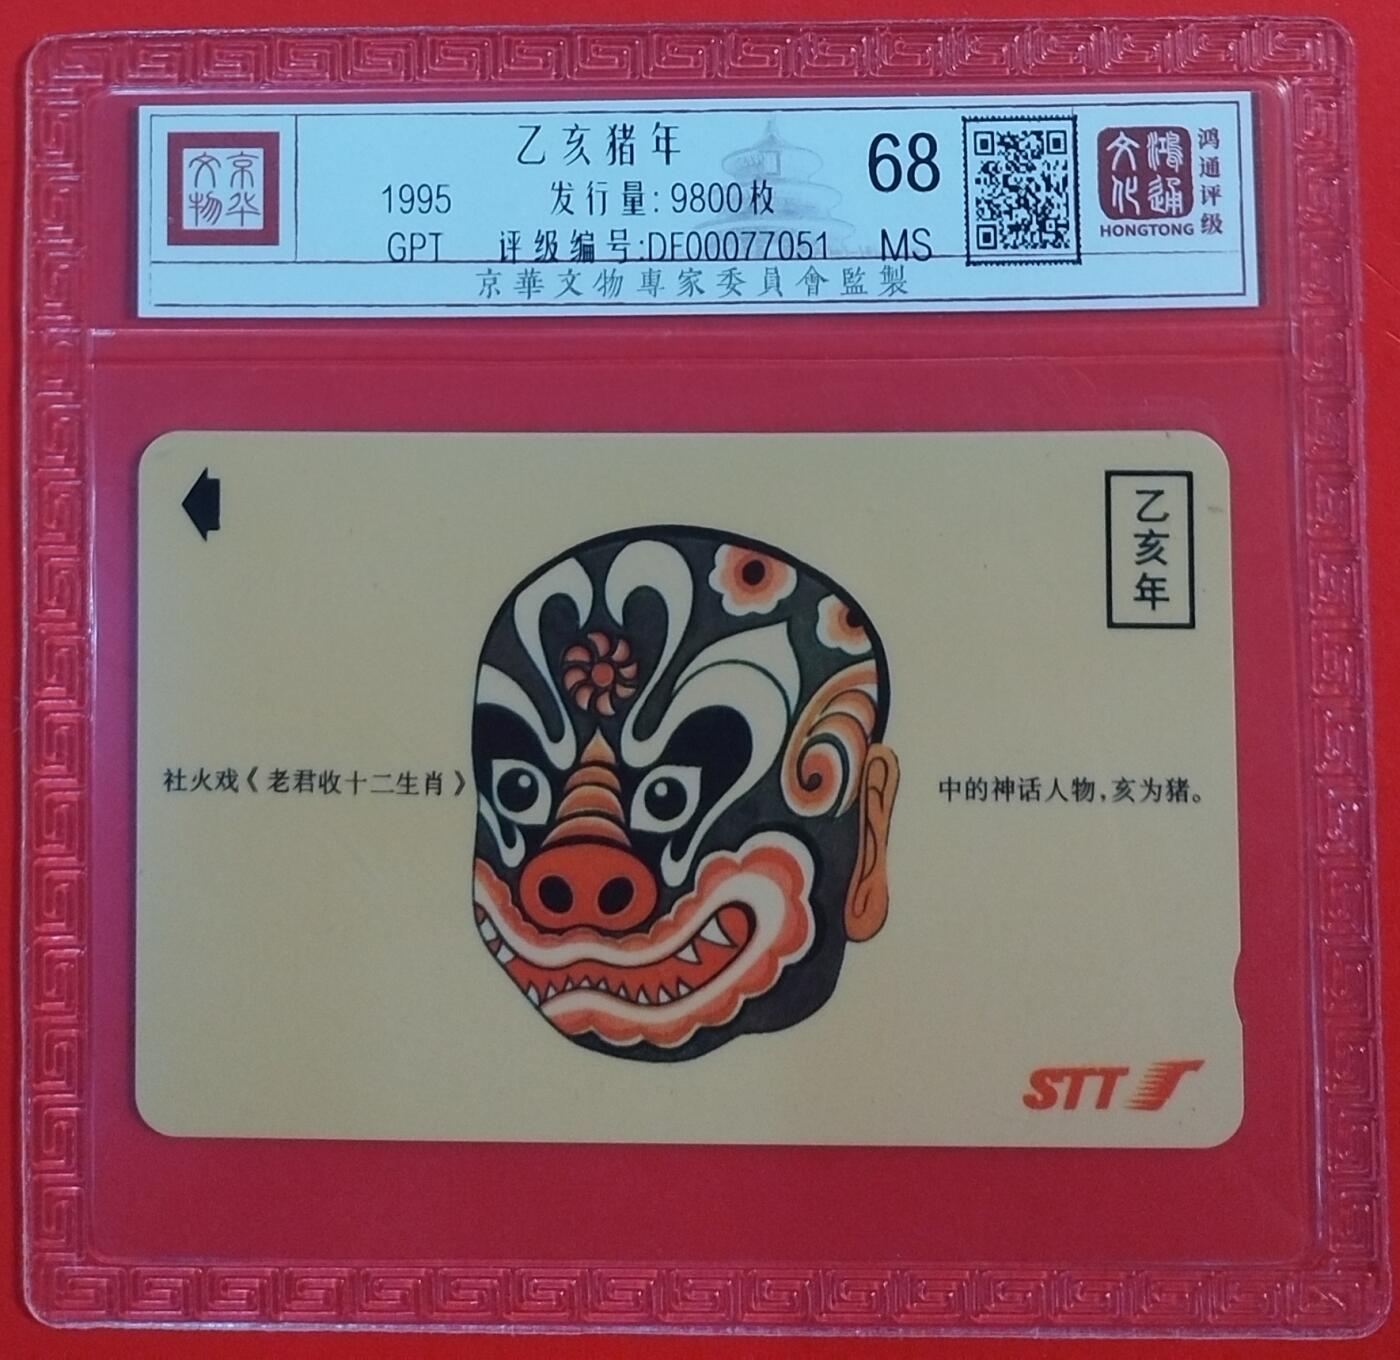 京华文物
乙亥猪年
1995 发行量:9800枚
GPT 评级编号:DF00077051
68
MS
京華文物專家委員會監製
鸿通文化
HONGTONG
鸿通评级
乙亥年
社火戏《老君收十二生肖》
中的神话人物,亥为猪。
STT